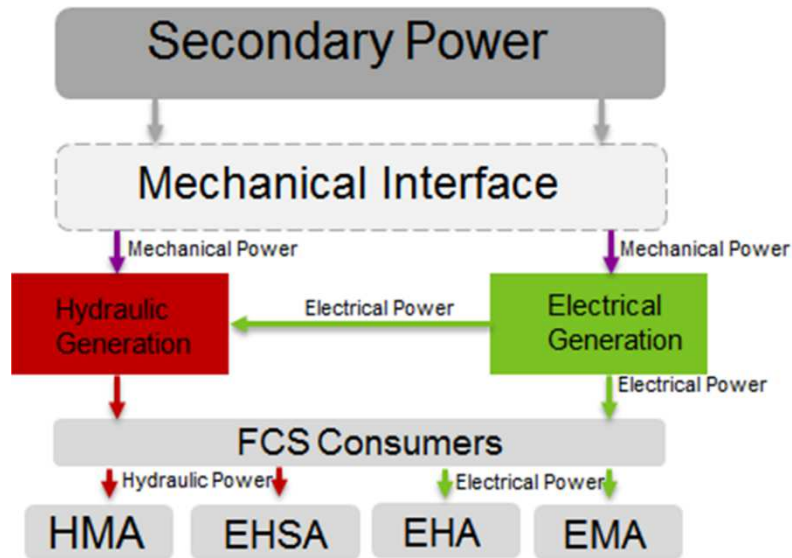 Secondary Power
Mechanical Interface
Mechanical Power
Mechanical Power
Hydraulic
Generation
Electrical Power
Electrical
Generation
Electrical Power
FCS Consumers
Hydraulic Power
Electrical Power
HMA
EHSA
EHA
EMA